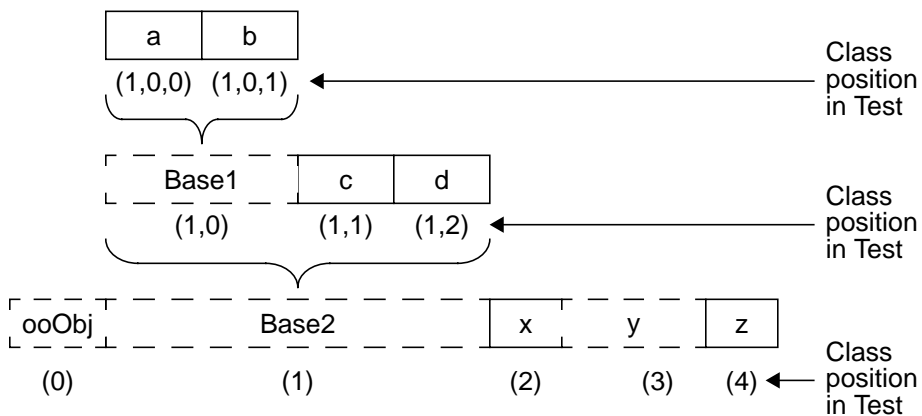 a b
(1,0,0) (1,0,1)
Class
position
in Test
Base1 c d
(1,0) (1,1) (1,2)
Class
position
in Test
ooObj Base2 x y z
(0) (1) (2) (3) (4)
Class
position
in Test